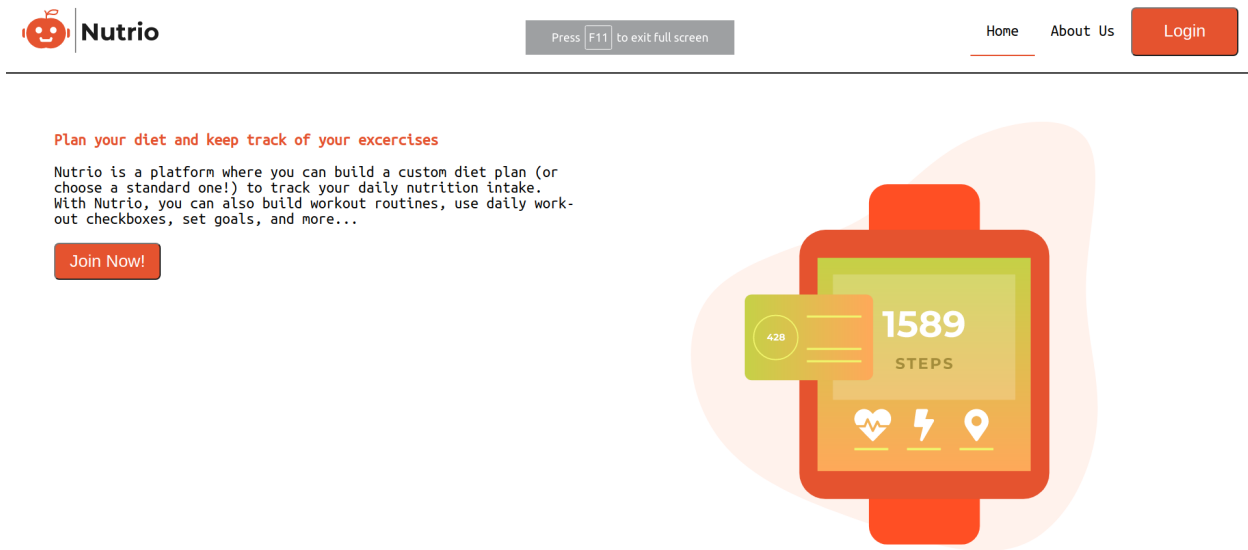 Nutrio
Press F11 to exit full screen
Home
About Us
Login
Plan your diet and keep track of your excercises
Nutrio is a platform where you can build a custom diet plan (or
choose a standard one!) to track your daily nutrition intake.
With Nutrio, you can also build workout routines, use daily work-
out checkboxes, set goals, and more...
Join Now!
1589
428
STEPS